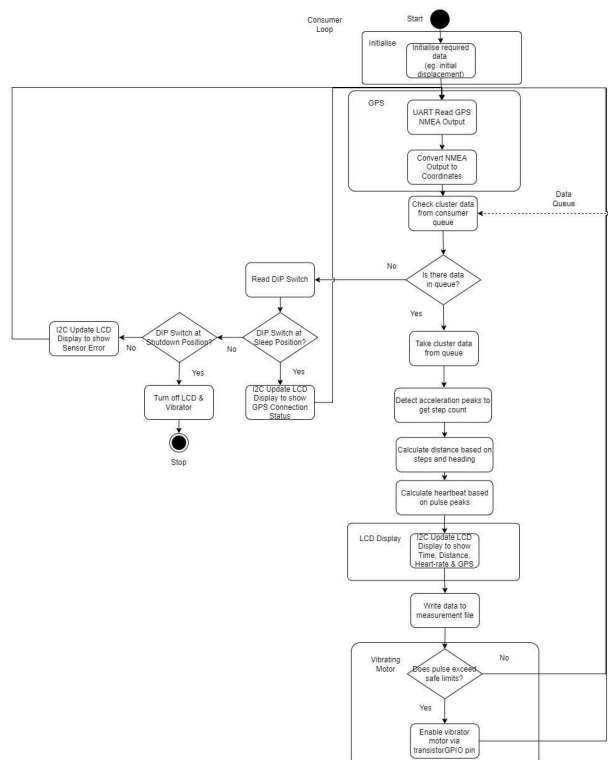 Consumer
Loop
Start
Initialise
Initialise required
data
(eg. initial
displacement)
GPS
UART Read GPS
NMEA Output
Convert NMEA
Output to
Coordinates
Check cluster data
from consumer
queue
Data
Queue
Is there data
in queue?
No
Yes
Read DIP Switch
DIP Switch at
Sleep Position?
No
Yes
DIP Switch at
Shutdown Position?
No
Yes
I2C Update LCD
Display to show
Sensor Error
Turn off LCD &
Vibrator
Stop
I2C Update LCD
Display to show
GPS Connection
Status
Take cluster data
from queue
Detect acceleration peaks to
get step count
Calculate distance based on
steps and heading
Calculate heartbeat based
on pulse peaks
LCD Display
I2C Update LCD
Display to show
Time, Distance,
Heart-rate & GPS
Write data to
measurement file
Vibrating
Motor
Does pulse exceed
safe limits?
No
Yes
Enable vibrator
motor via
transistorGPIO pin